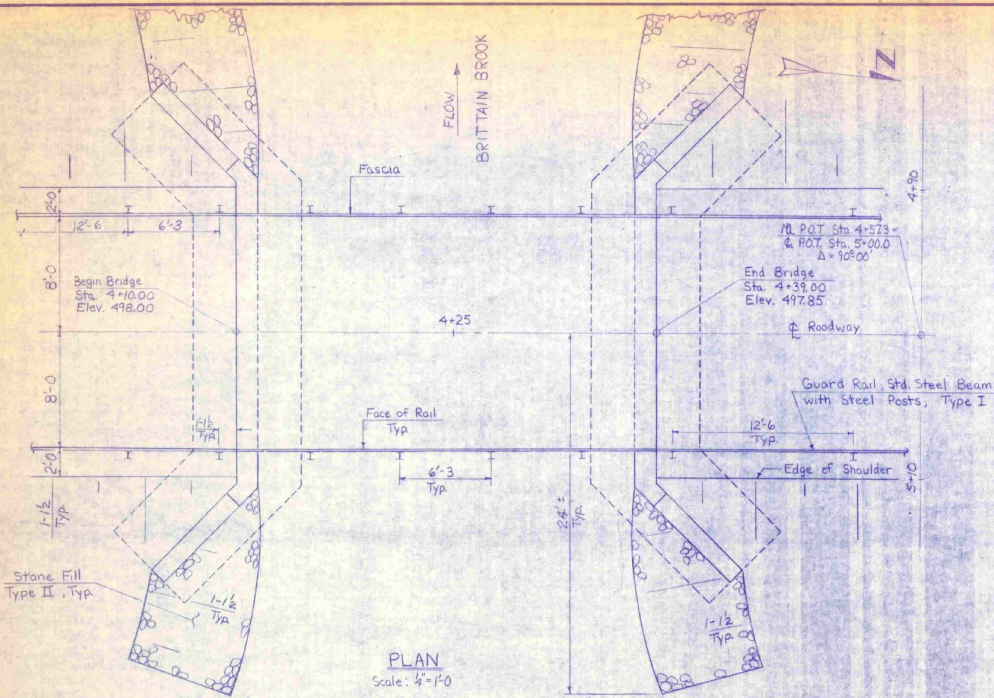 FLOW
BRITTAIN BROOK
N
Fascia
2'-0
12'-6
6'-3
4+90
ML P.O.T. Sta. 4+57.3 =
℄ P.O.T. Sta. 5+00.0
Δ = 90°00'
8'-0
Begin Bridge
Sta. 4+10.00
Elev. 498.00
End Bridge
Sta. 4+39.00
Elev. 497.85
4+25
℄ Roadway
8'-0
Guard Rail, Std. Steel Beam
with Steel Posts, Type I
Face of Rail
Typ.
1-1½
Typ.
12'-6
Typ.
2'-0
6'-3
Typ.
Edge of Shoulder
5+10
1-1½
Typ.
24'±
Typ.
Stone Fill
Type II, Typ.
1-1½
Typ.
1-1½
Typ.
PLAN
Scale: ¼"=1'-0